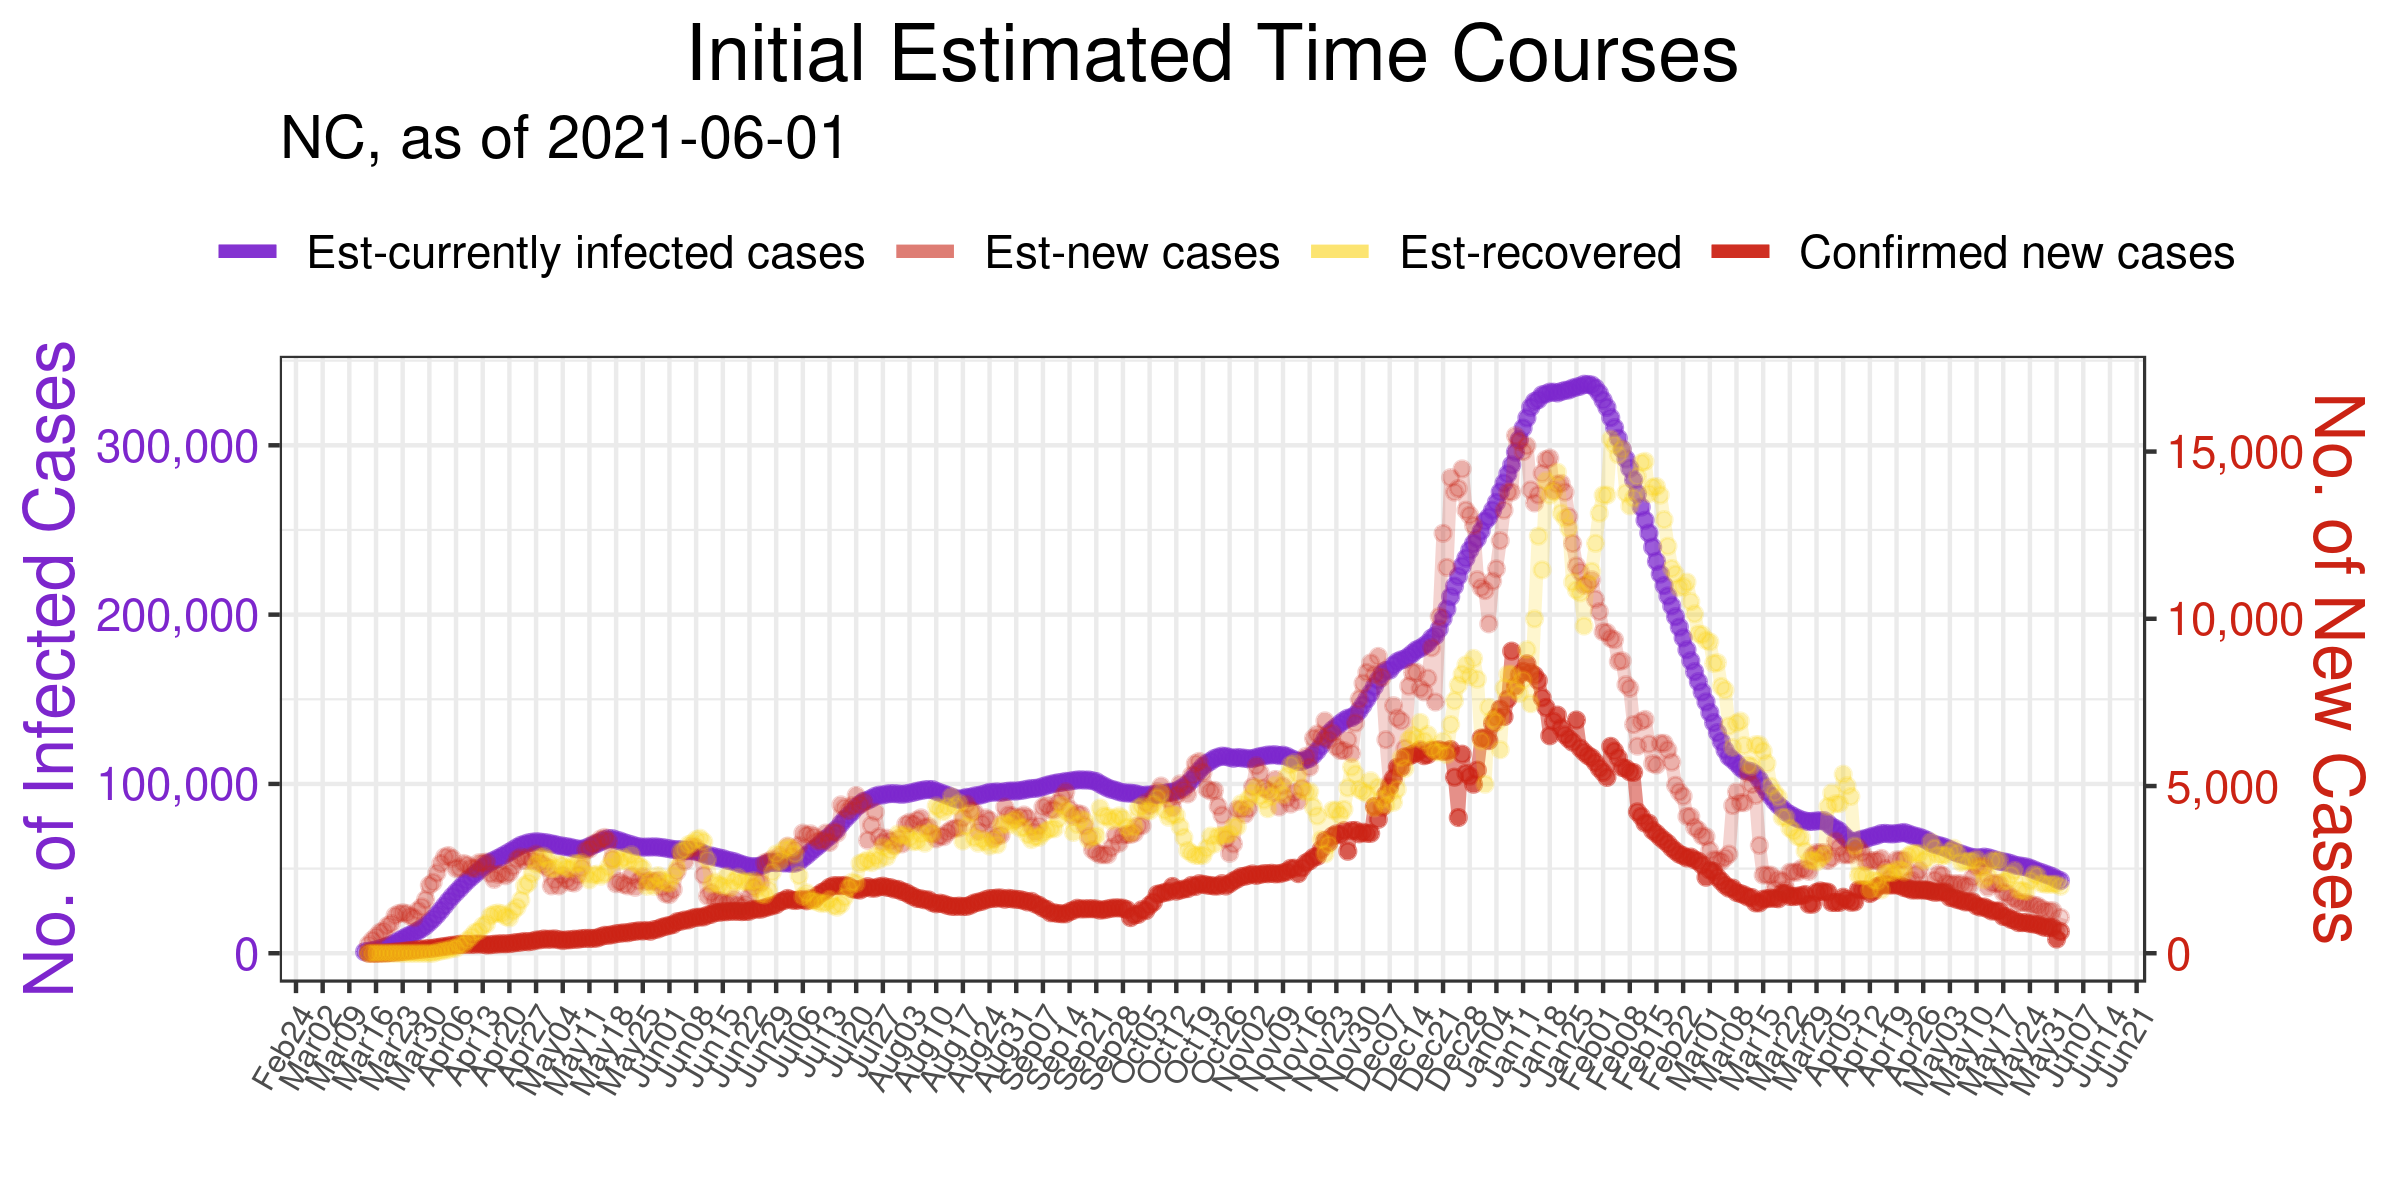 Initial Estimated Time Courses
NC, as of 2021-06-01
Est-currently infected cases Est-new cases Est-recovered Confirmed new cases
No. of Infected Cases
300,000
200,000
100,000
0
15,000
10,000
5,000
0
No. of New Cases
Feb24 Mar02 Mar09 Mar16 Mar23 Mar30 Apr06 Apr13 Apr20 Apr27 May04 May11 May18 May25 Jun01 Jun08 Jun15 Jun22 Jun29 Jul06 Jul13 Jul20 Jul27 Aug03 Aug10 Aug17 Aug24 Aug31 Sep07 Sep14 Sep21 Sep28 Oct05 Oct12 Oct19 Oct26 Nov02 Nov09 Nov16 Nov23 Nov30 Dec07 Dec14 Dec21 Dec28 Jan04 Jan11 Jan18 Jan25 Feb01 Feb08 Feb15 Feb22 Mar01 Mar08 Mar15 Mar22 Mar29 Apr05 Apr12 Apr19 Apr26 May03 May10 May17 May24 May31 Jun07 Jun14 Jun21